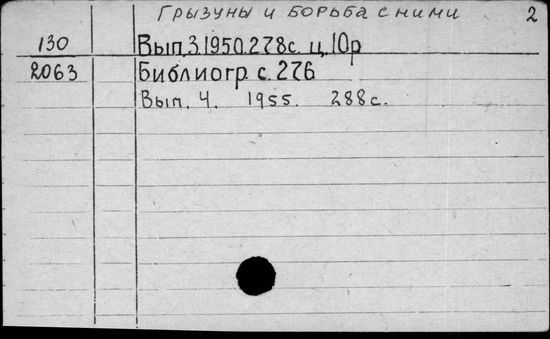 Грызуны и борьба с ними 2
130 Вып.3.1950.278с. ц. 10р
2063 Библиогр. с. 276
Вып. 4. 1955. 288с.